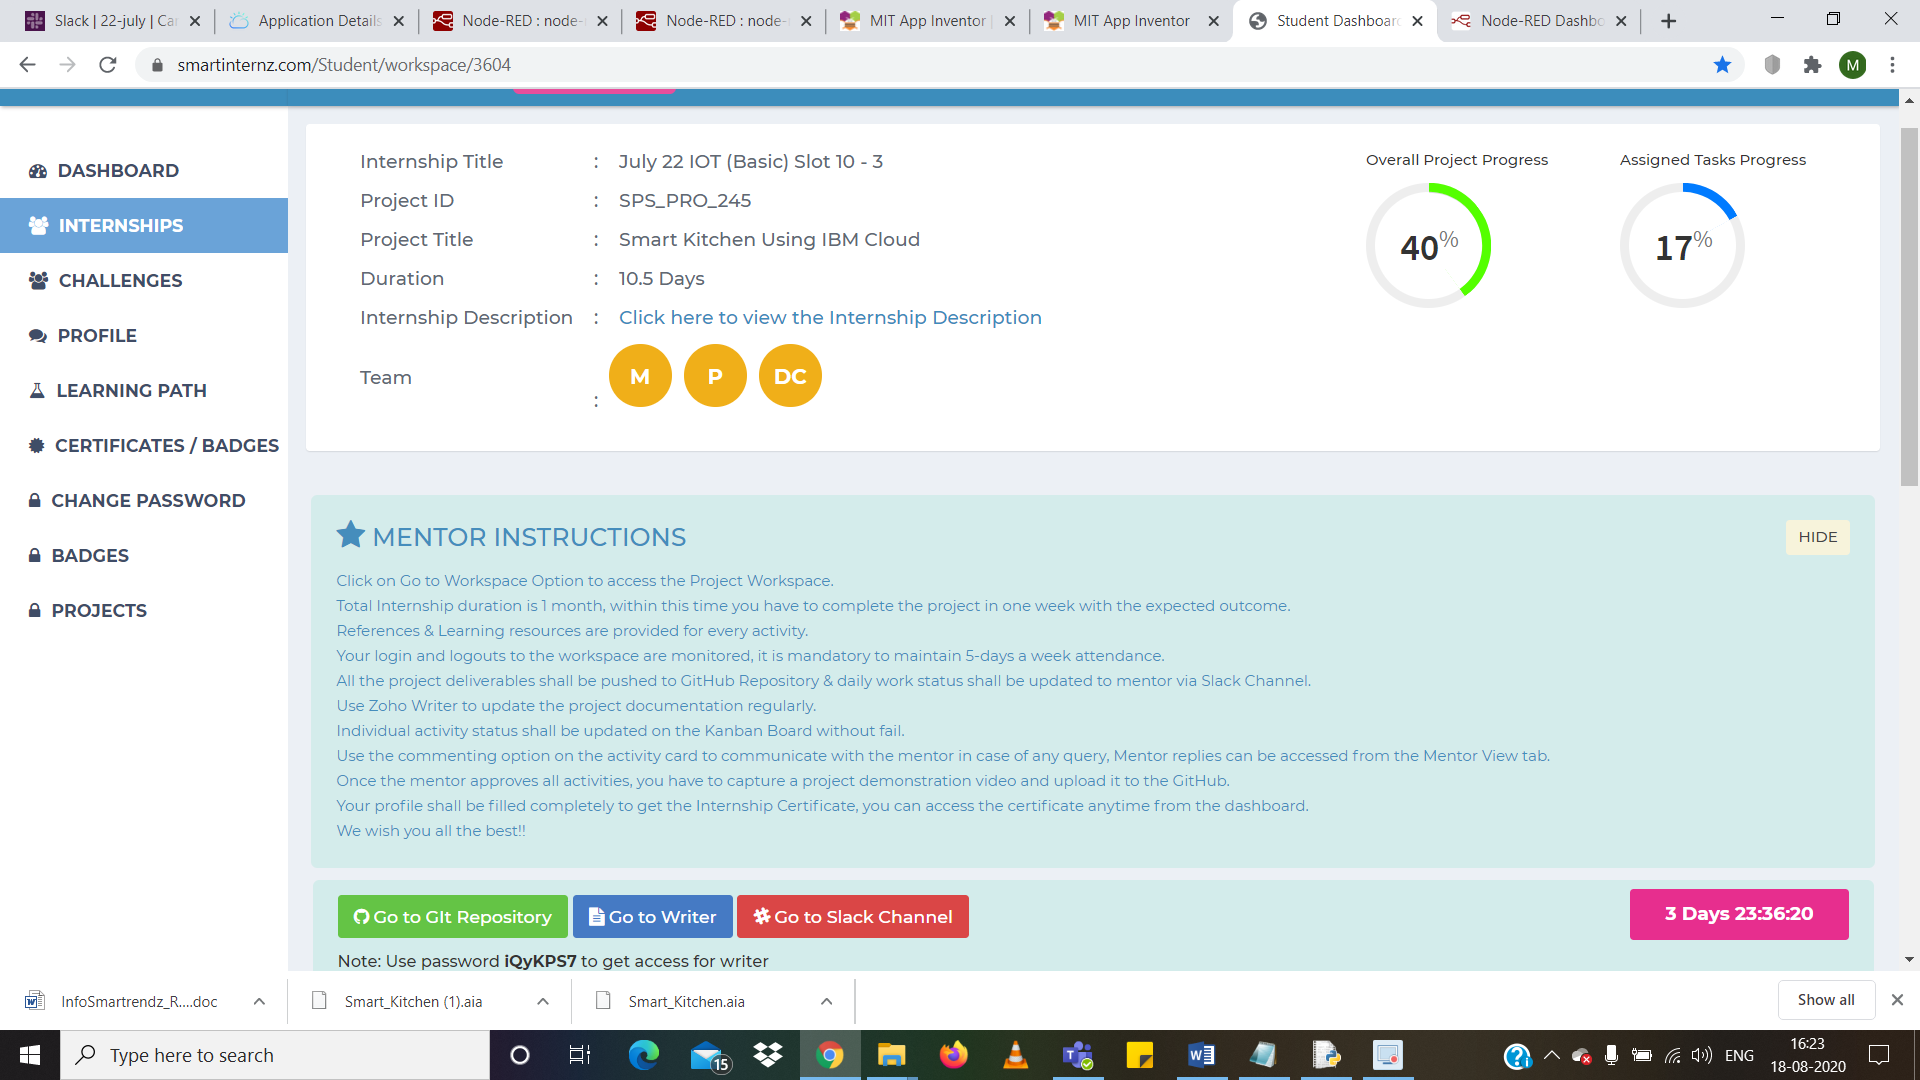 Slack | 22-july | Car
Application Details
Node-RED : node-
Node-RED : node-
MIT App Inventor
MIT App Inventor
Student Dashboard
Node-RED Dashbo
smartinternz.com/Student/workspace/3604
M
DASHBOARD
INTERNSHIPS
CHALLENGES
PROFILE
LEARNING PATH
CERTIFICATES / BADGES
CHANGE PASSWORD
BADGES
PROJECTS
Internship Title : July 22 IOT (Basic) Slot 10 - 3
Project ID : SPS_PRO_245
Project Title : Smart Kitchen Using IBM Cloud
Duration : 10.5 Days
Internship Description : Click here to view the Internship Description
Team : M P DC
Overall Project Progress
40%
Assigned Tasks Progress
17%
MENTOR INSTRUCTIONS
HIDE
Click on Go to Workspace Option to access the Project Workspace.
Total Internship duration is 1 month, within this time you have to complete the project in one week with the expected outcome.
References & Learning resources are provided for every activity.
Your login and logouts to the workspace are monitored, it is mandatory to maintain 5-days a week attendance.
All the project deliverables shall be pushed to GitHub Repository & daily work status shall be updated to mentor via Slack Channel.
Use Zoho Writer to update the project documentation regularly.
Individual activity status shall be updated on the Kanban Board without fail.
Use the commenting option on the activity card to communicate with the mentor in case of any query, Mentor replies can be accessed from the Mentor View tab.
Once the mentor approves all activities, you have to capture a project demonstration video and upload it to the GitHub.
Your profile shall be filled completely to get the Internship Certificate, you can access the certificate anytime from the dashboard.
We wish you all the best!!
Go to GIt Repository
Go to Writer
Go to Slack Channel
3 Days 23:36:20
Note: Use password iQyKPS7 to get access for writer
InfoSmartrendz_R....doc
Smart_Kitchen (1).aia
Smart_Kitchen.aia
Show all
Type here to search
15
ENG
16:23
18-08-2020